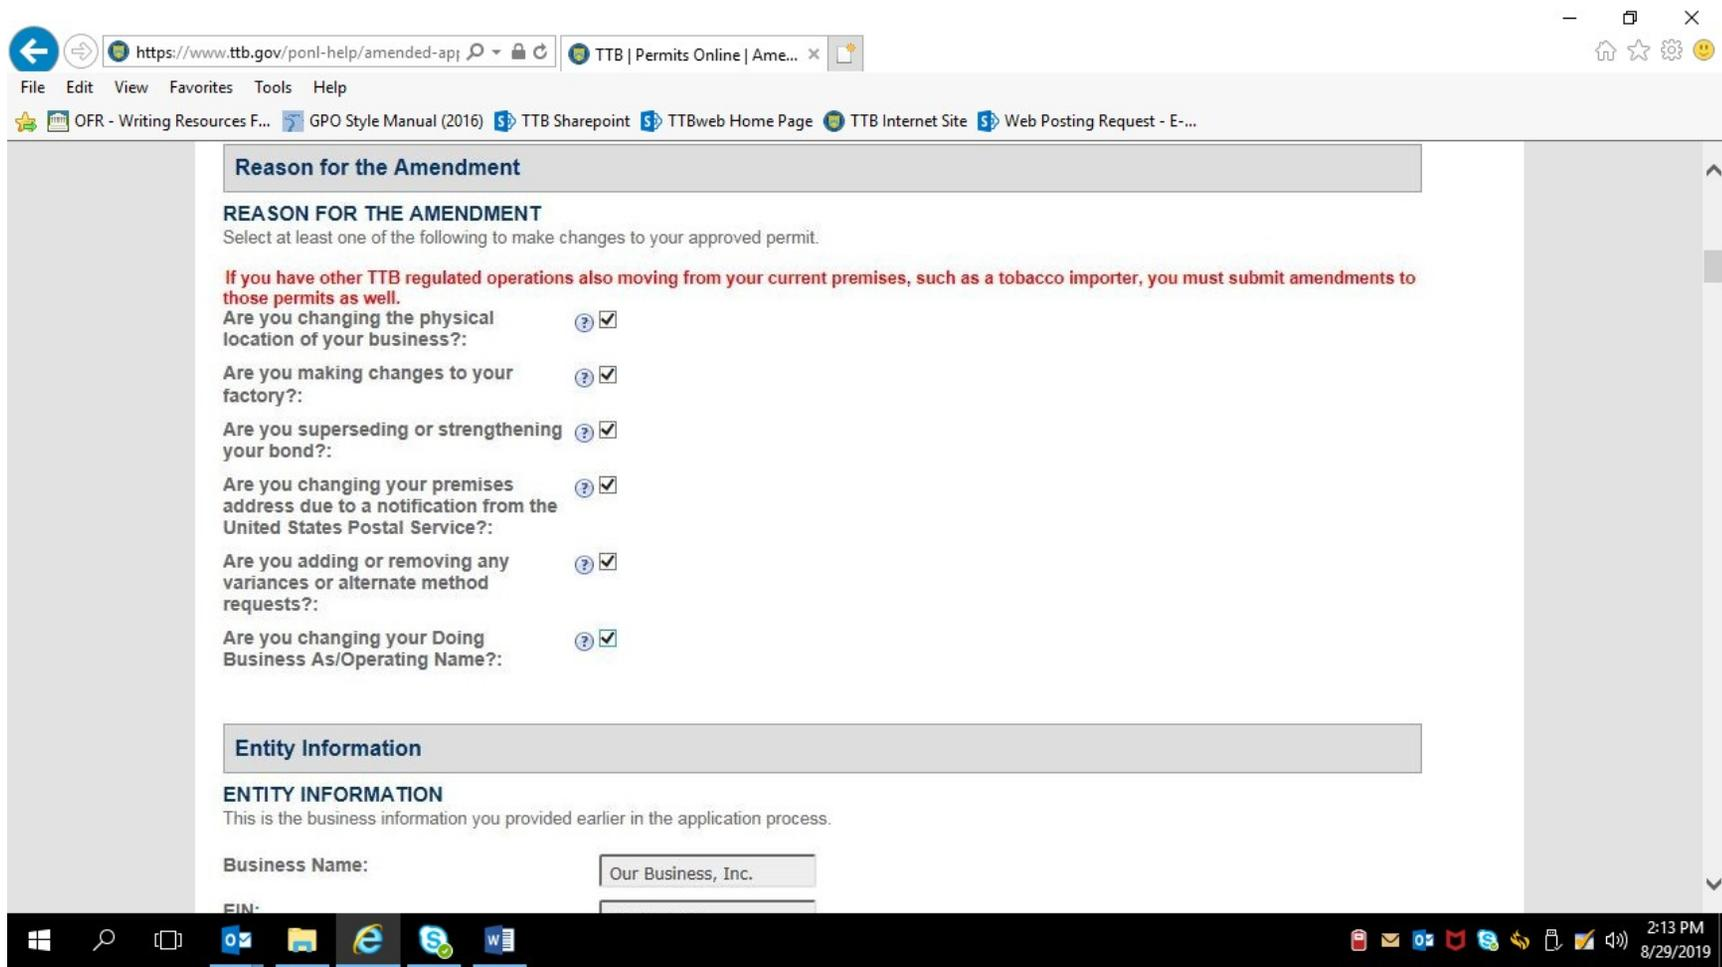 https://www.ttb.gov/ponl-help/amended-app
TTB | Permits Online | Ame...
File Edit View Favorites Tools Help
OFR - Writing Resources F... GPO Style Manual (2016) TTB Sharepoint TTBweb Home Page TTB Internet Site Web Posting Request - E-...
Reason for the Amendment
REASON FOR THE AMENDMENT
Select at least one of the following to make changes to your approved permit.
If you have other TTB regulated operations also moving from your current premises, such as a tobacco importer, you must submit amendments to
those permits as well.
Are you changing the physical
location of your business?:
Are you making changes to your
factory?:
Are you superseding or strengthening
your bond?:
Are you changing your premises
address due to a notification from the
United States Postal Service?:
Are you adding or removing any
variances or alternate method
requests?:
Are you changing your Doing
Business As/Operating Name?:
Entity Information
ENTITY INFORMATION
This is the business information you provided earlier in the application process.
Business Name: Our Business, Inc.
EIN:
2:13 PM
8/29/2019